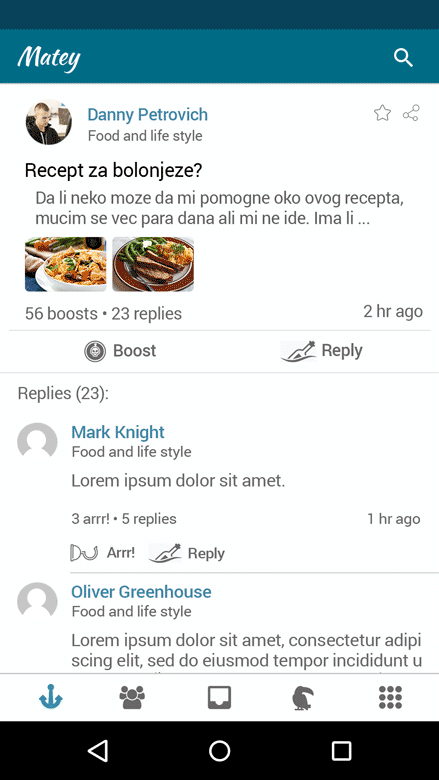 Matey
Danny Petrovich
Food and life style
Recept za bolonjeze?
Da li neko moze da mi pomogne oko ovog recepta,
mucim se vec para dana ali mi ne ide. Ima li ...
56 boosts • 23 replies
2 hr ago
Boost
Reply
Replies (23):
Mark Knight
Food and life style
Lorem ipsum dolor sit amet.
3 arrr! • 5 replies
1 hr ago
Arrr!
Reply
Oliver Greenhouse
Food and life style
Lorem ipsum dolor sit amet, consectetur adipi
scing elit, sed do eiusmod tempor incididunt u